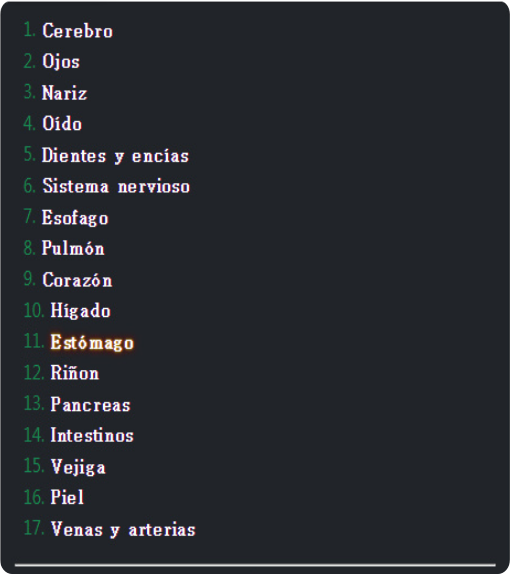 1. Cerebro
2. Ojos
3. Nariz
4. Oído
5. Dientes y encías
6. Sistema nervioso
7. Esofago
8. Pulmón
9. Corazón
10. Hígado
11. Estómago
12. Riñon
13. Pancreas
14. Intestinos
15. Vejiga
16. Piel
17. Venas y arterias